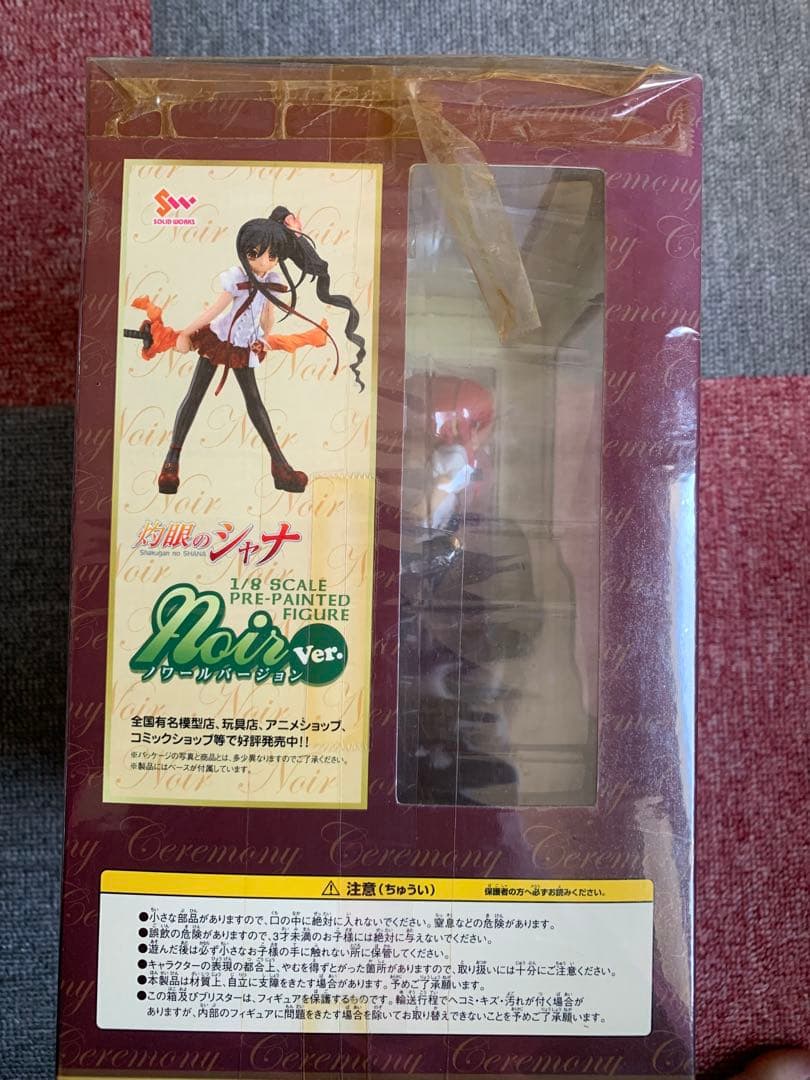 Ceremony
SOLID WORKS
Noir
灼眼のシャナ
Shakugan no SHANA
1/8 SCALE
PRE-PAINTED
FIGURE
Noir Ver.
ノワールバージョン
全国有名模型店、玩具店、アニメショップ、
コミックショップ等で好評発売中!!
※パッケージの写真と商品とは、多少異なりますのでご了承ください。
※製品にはベースが付属しています。
Ceremony
⚠注意(ちゅうい) 保護者の方へ必ずお読みください。
●小さな部品がありますので、口の中に絶対に入れないでください。窒息などの危険があります。
●誤飲の危険がありますので、3才未満のお子様には絶対に与えないでください。
●遊んだ後は必ず小さなお子様の手に触れない所に保管してください。
●キャラクターの表現の都合上、やむを得ずとがった箇所がありますので、取り扱いには十分にご注意ください。
●本製品は材質上、自立に支障をきたす場合があります。予めご了承願います。
●この箱及びブリスターは、フィギュアを保護するものです。輸送行程でヘコミ・キズ・汚れが付く場合が
ありますが、内部のフィギュアに問題をきたす場合を除いてお取り替えできないことを予めご了承願います。
Ceremony